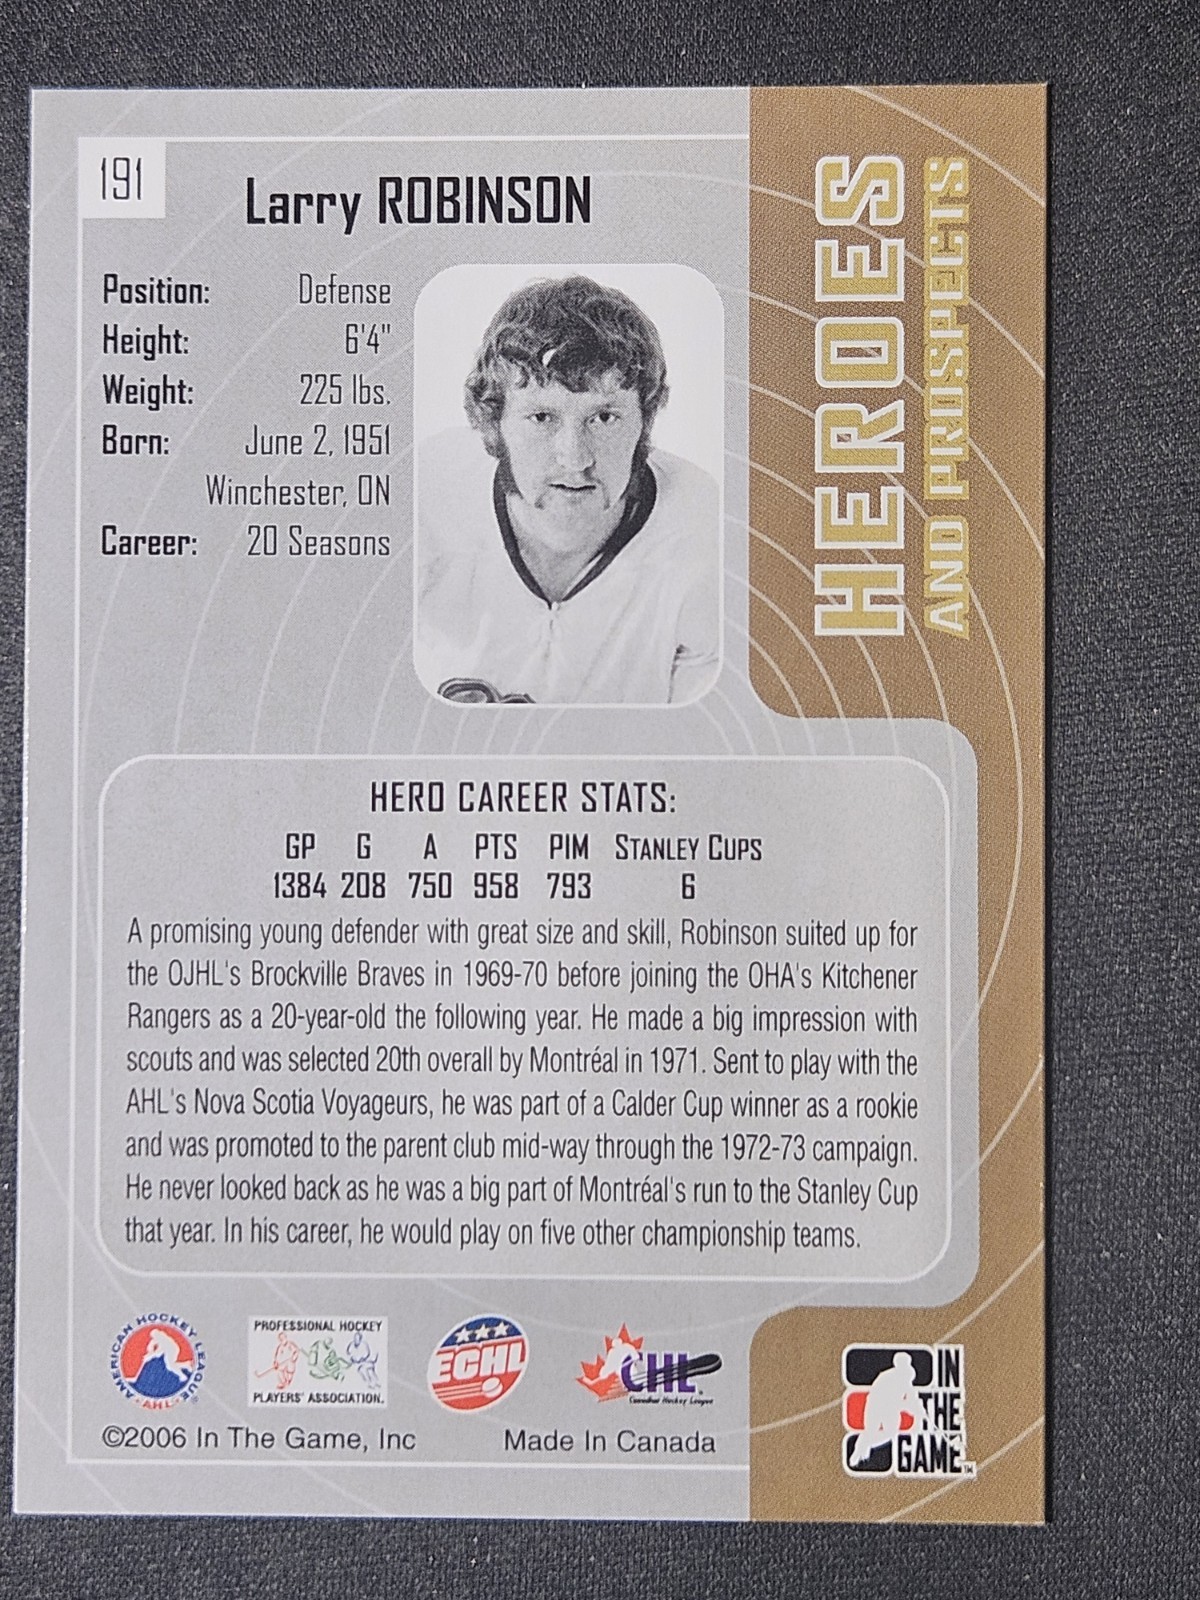 191
Larry ROBINSON
Position: Defense
Height: 6'4"
Weight: 225 lbs.
Born: June 2, 1951
Winchester, ON
Career: 20 Seasons
HEROES
AND PROSPECTS
HERO CAREER STATS:
GP G A PTS PIM STANLEY CUPS
1384 208 750 958 793 6
A promising young defender with great size and skill, Robinson suited up for
the OJHL's Brockville Braves in 1969-70 before joining the OHA's Kitchener
Rangers as a 20-year-old the following year. He made a big impression with
scouts and was selected 20th overall by Montréal in 1971. Sent to play with the
AHL's Nova Scotia Voyageurs, he was part of a Calder Cup winner as a rookie
and was promoted to the parent club mid-way through the 1972-73 campaign.
He never looked back as he was a big part of Montréal's run to the Stanley Cup
that year. In his career, he would play on five other championship teams.
AMERICAN HOCKEY LEAGUE
AHL
PROFESSIONAL HOCKEY
PLAYERS' ASSOCIATION.
ECHL
CHL
Canadian Hockey League
IN
THE
GAME™
©2006 In The Game, Inc
Made In Canada